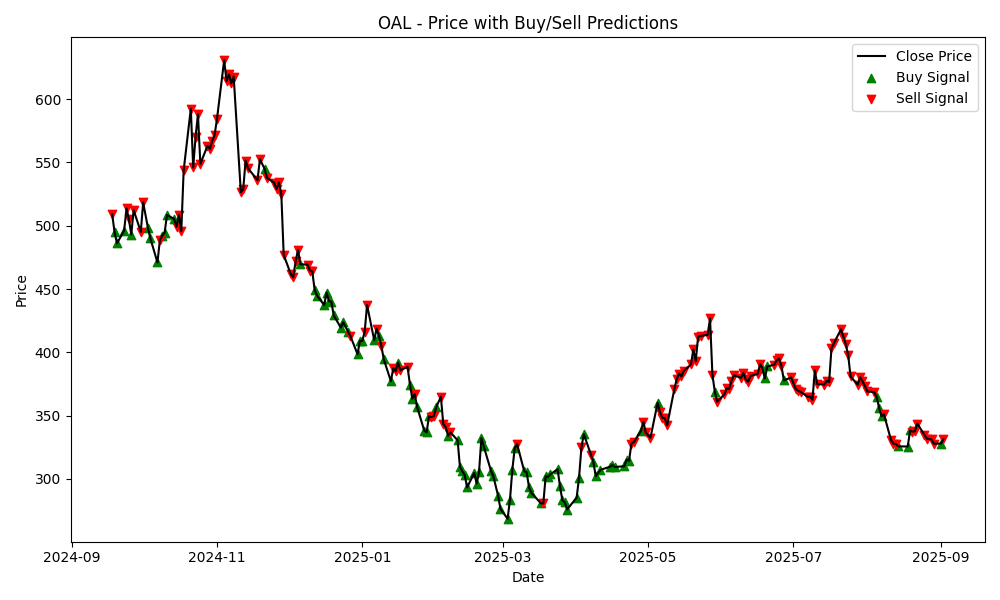 OAL - Price with Buy/Sell Predictions
Close Price
Buy Signal
Sell Signal
600
550
500
450
400
350
300
Price
2024-09
2024-11
2025-01
2025-03
2025-05
2025-07
2025-09
Date